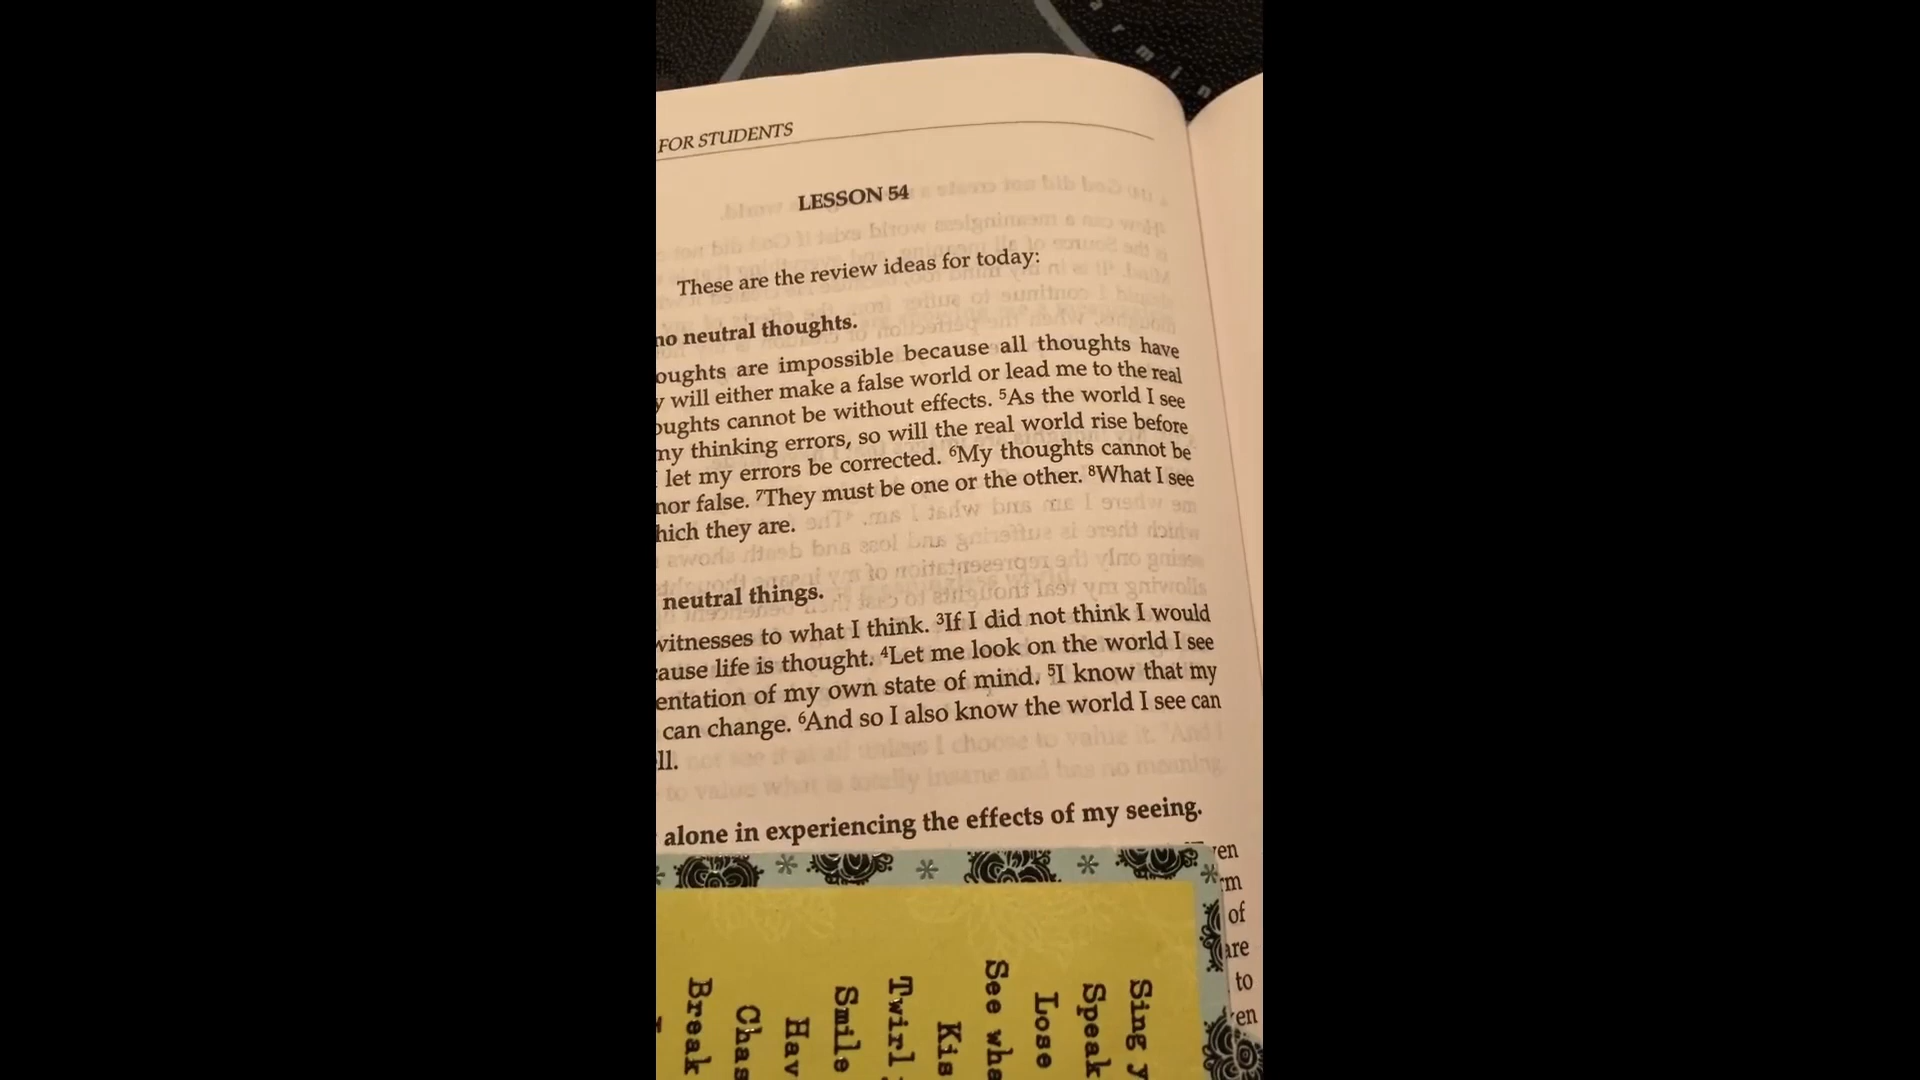 FOR STUDENTS
LESSON 54
These are the review ideas for today:
no neutral thoughts.
oughts are impossible because all thoughts have
y will either make a false world or lead me to the real
oughts cannot be without effects. ⁵As the world I see
my thinking errors, so will the real world rise before
let my errors be corrected. ⁶My thoughts cannot be
nor false. ⁷They must be one or the other. ⁸What I see
hich they are.
neutral things.
witnesses to what I think. ³If I did not think I would
ause life is thought. ⁴Let me look on the world I see
entation of my own state of mind. ⁵I know that my
can change. ⁶And so I also know the world I see can
ll.
alone in experiencing the effects of my seeing.
en
rm
of
are
to
en
Sing y
Speak
Lose
See wha
Kis
Twirl
Smile
Hav
Chas
Break